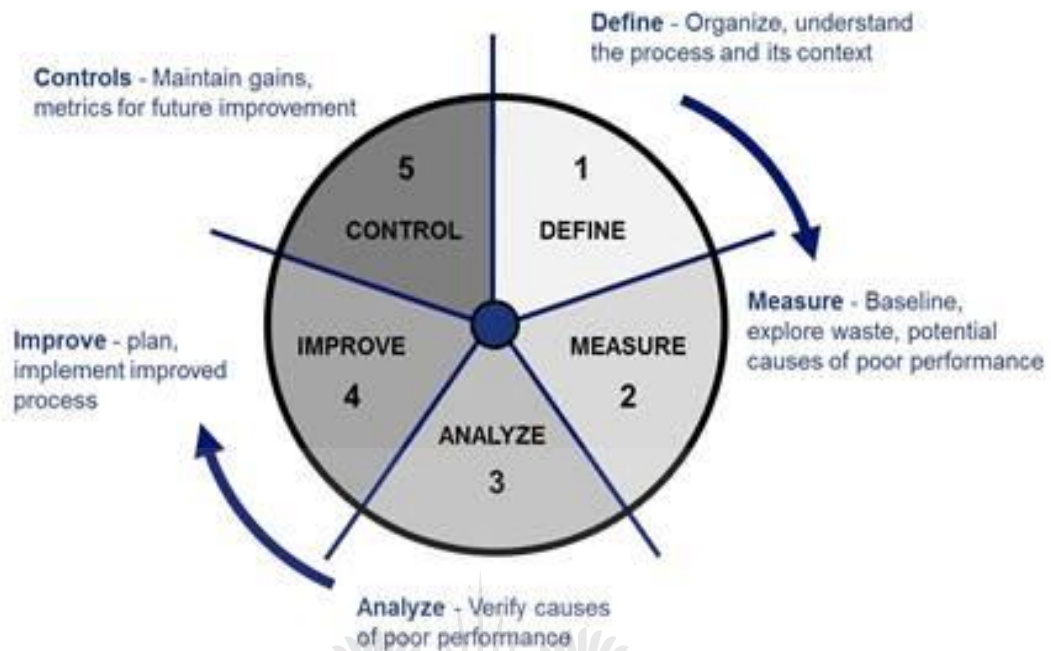 Define - Organize, understand
the process and its context
Controls - Maintain gains,
metrics for future improvement
5
CONTROL
1
DEFINE
Measure - Baseline,
explore waste, potential
causes of poor performance
MEASURE
2
Improve - plan,
implement improved
process
IMPROVE
4
ANALYZE
3
Analyze - Verify causes
of poor performance